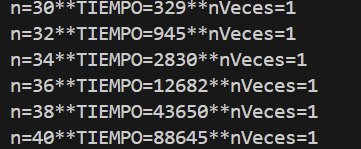 n=30**TIEMPO=329**nVeces=1
n=32**TIEMPO=945**nVeces=1
n=34**TIEMPO=2830**nVeces=1
n=36**TIEMPO=12682**nVeces=1
n=38**TIEMPO=43650**nVeces=1
n=40**TIEMPO=88645**nVeces=1